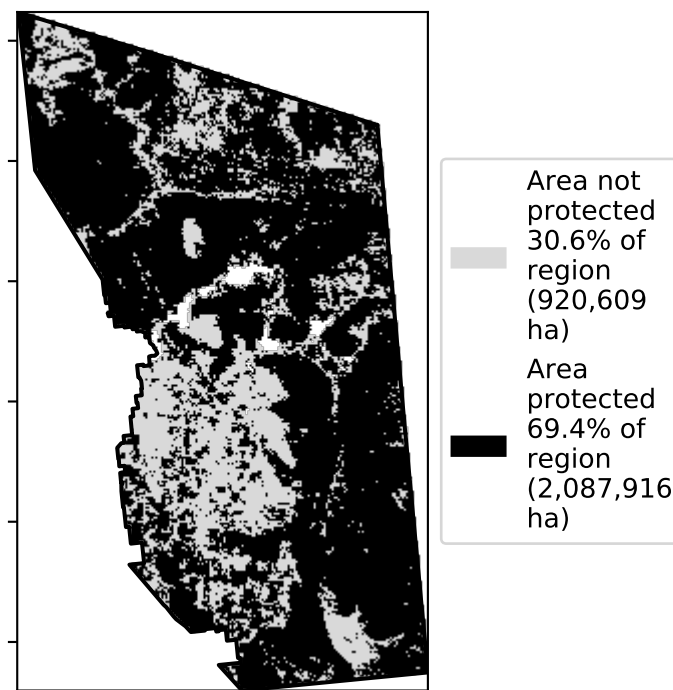 Area not
protected
30.6% of
region
(920,609
ha)
Area
protected
69.4% of
region
(2,087,916
ha)